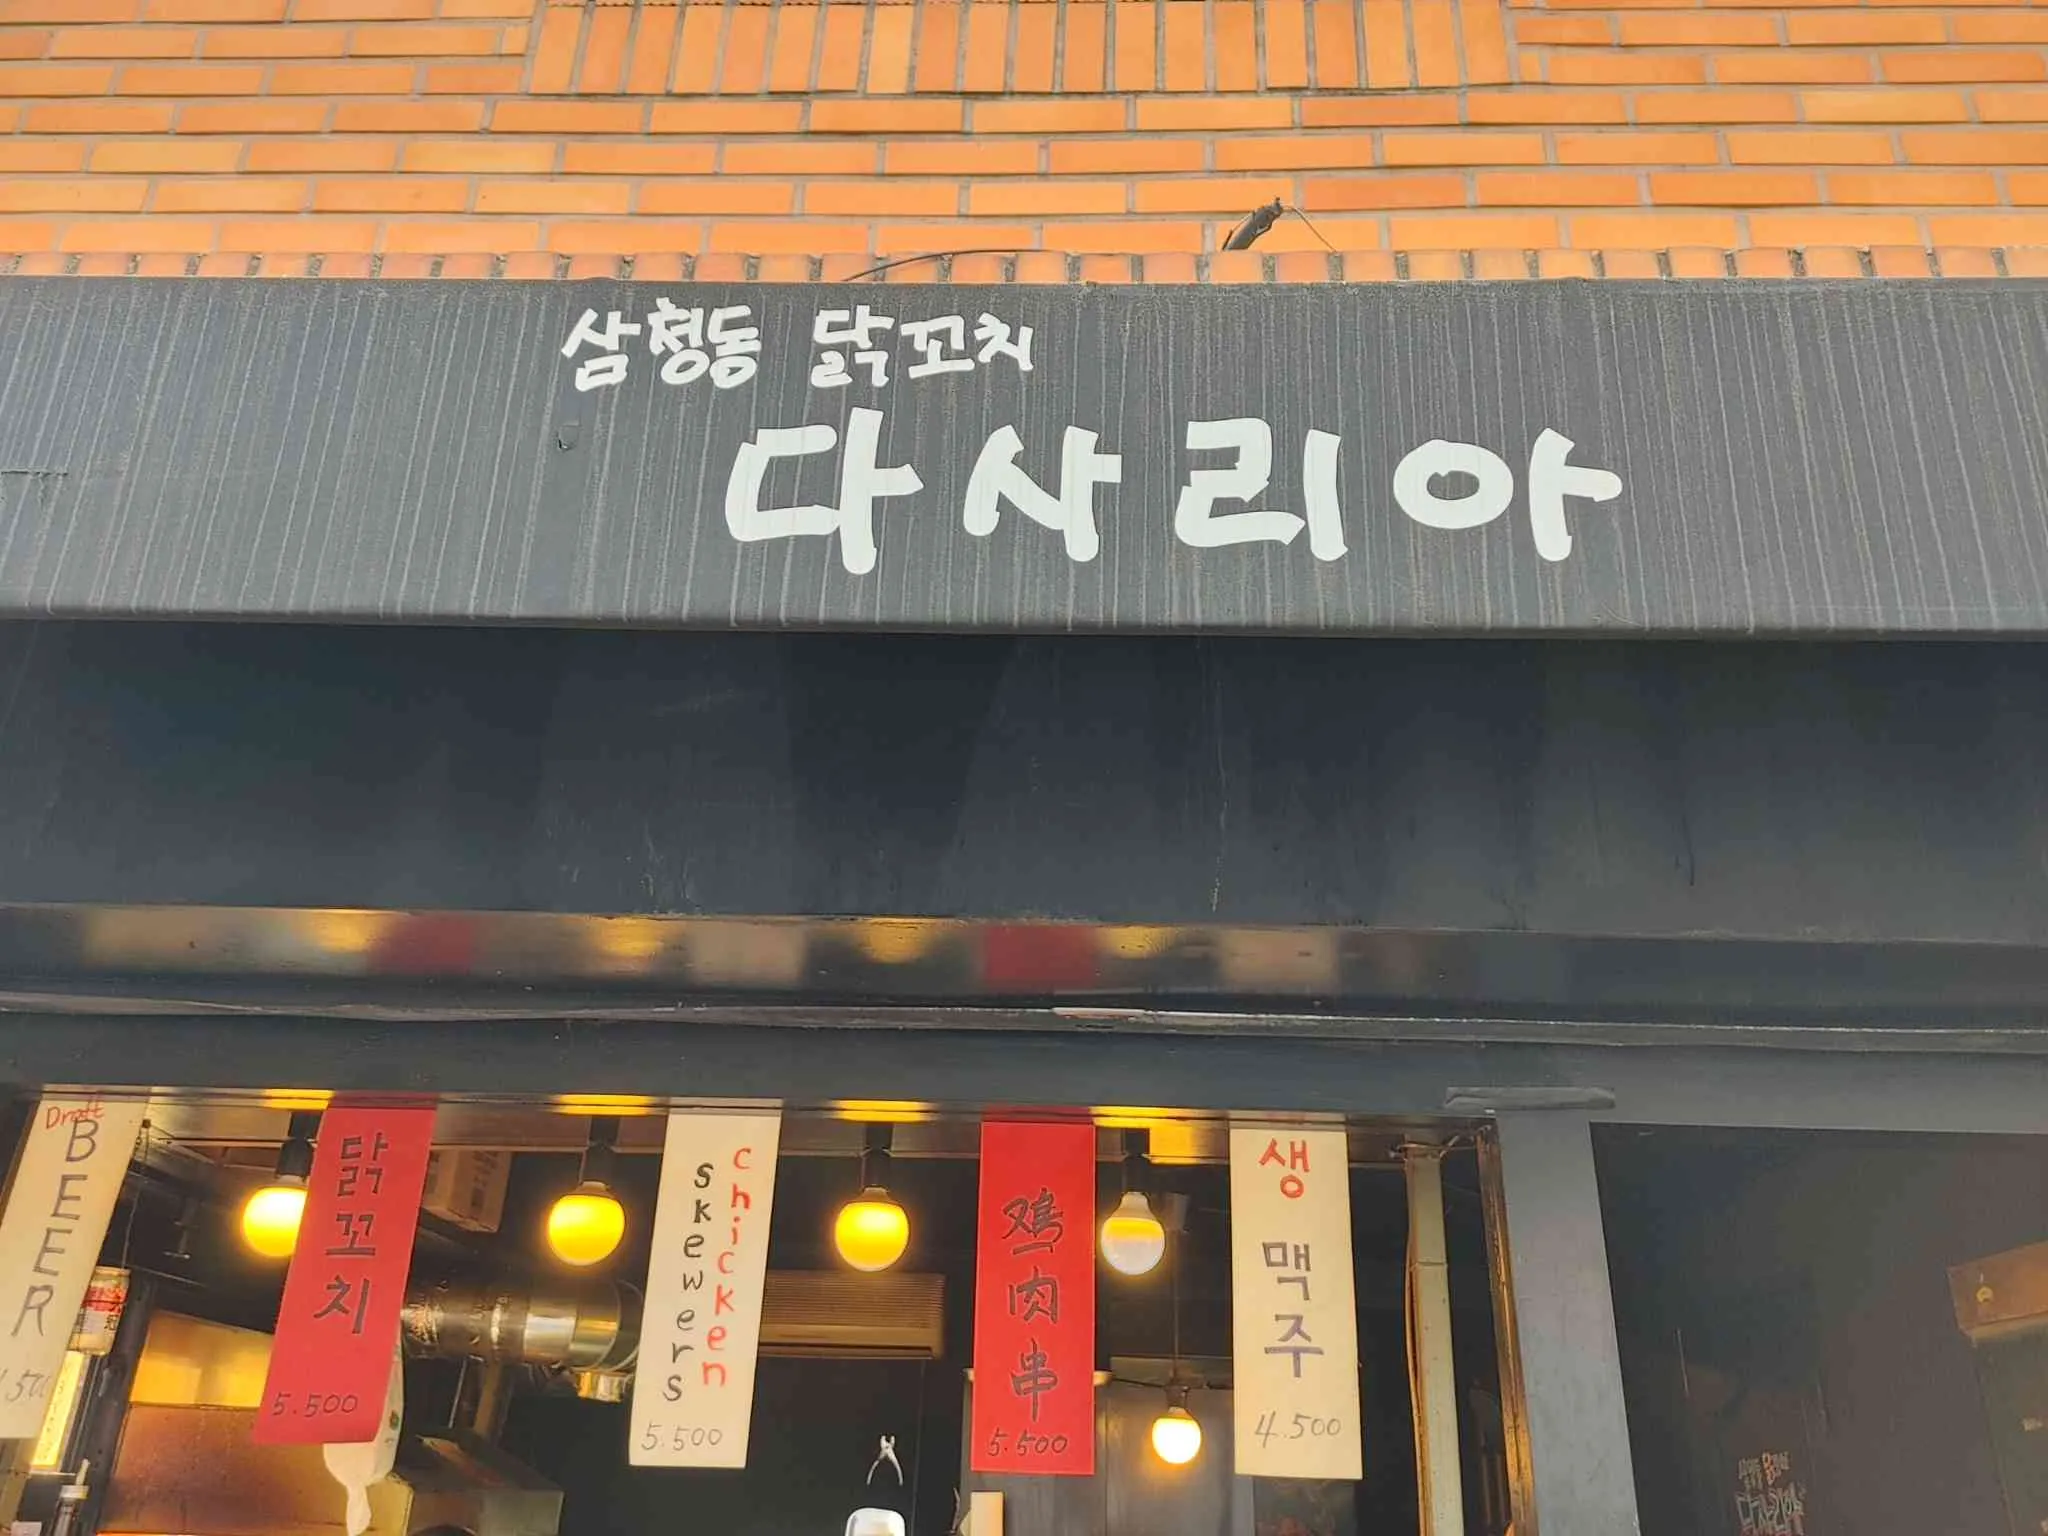 삼청동 닭꼬치
다사리아
Draft
BEER
닭꼬치
5.500
chicken
skewers
5.500
鸡肉串
5.500
생맥주
4.500